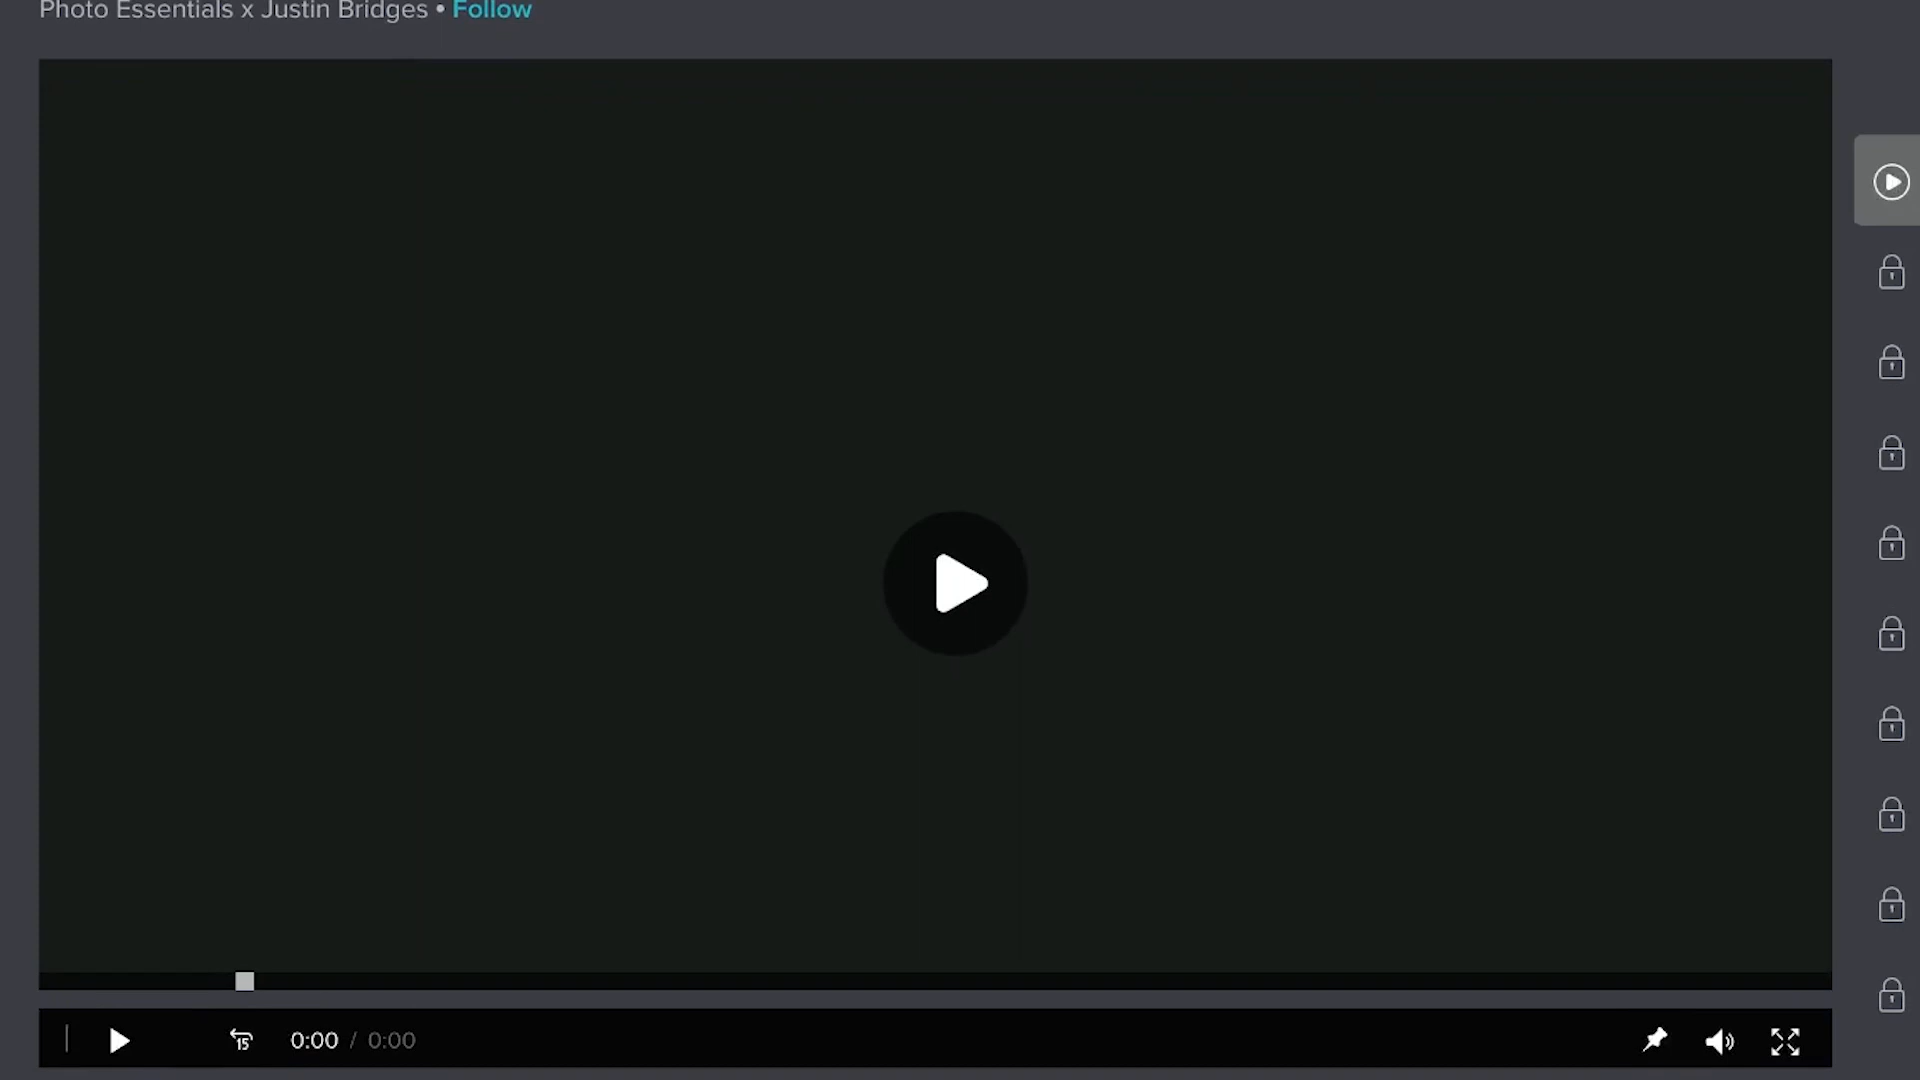 Photo Essentials x Justin Bridges • Follow
15 0:00 / 0:00